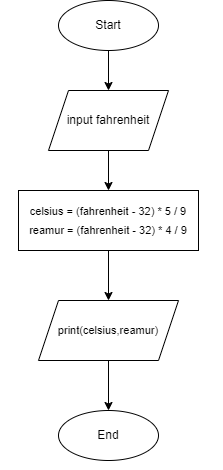 Start
input fahrenheit
celsius = (fahrenheit - 32) * 5 / 9
reamur = (fahrenheit - 32) * 4 / 9
print(celsius,reamur)
End